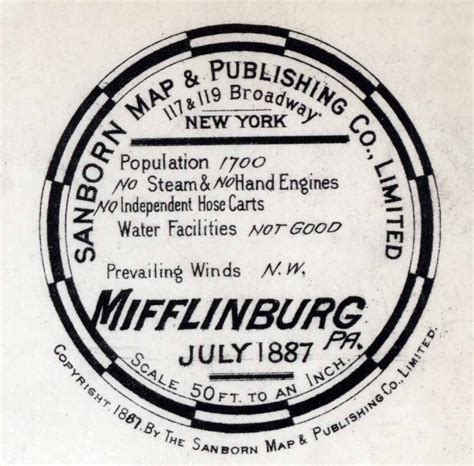 SANBORN MAP & PUBLISHING CO., LIMITED
117 & 119 Broadway
NEW YORK
Population 1700
NO Steam & NO Hand Engines
NO Independent Hose Carts
Water Facilities NOT GOOD
Prevailing Winds N.W.
MIFFLINBURG
PA.
JULY 1887
SCALE 50 FT. TO AN INCH.
COPYRIGHT, 1887, BY THE SANBORN MAP & PUBLISHING CO., LIMITED.